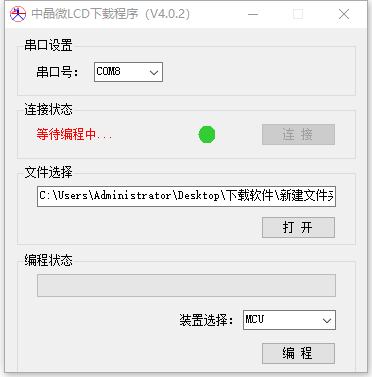 中晶微LCD下载程序（V4.0.2）
串口设置
串口号： COM8
连接状态
等待编程中... 连 接
文件选择
C:\Users\Administrator\Desktop\下载软件\新建文件
打 开
编程状态
装置选择： MCU
编 程